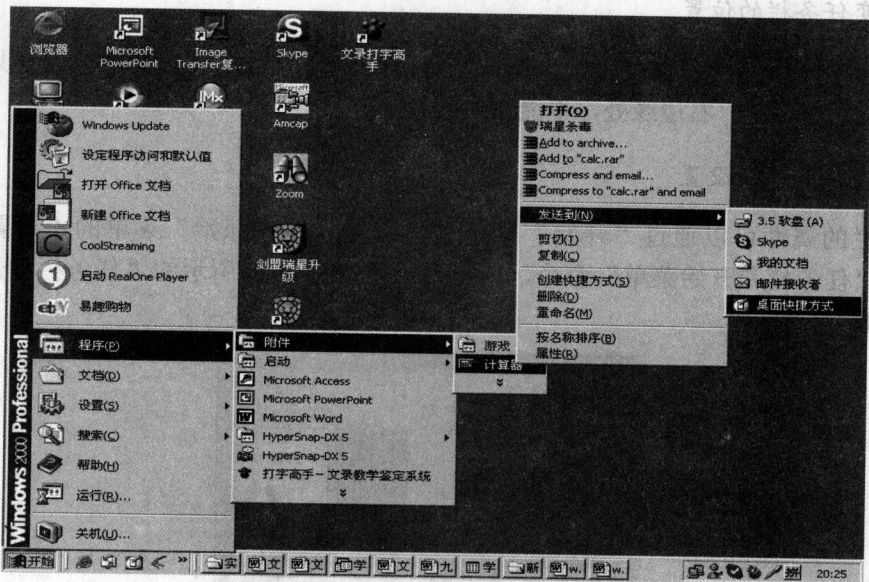 浏览器
Microsoft PowerPoint
Image Transfer复...
Skype
文录打字高手
Amcap
Zoom
剑盟瑞星升级
Windows Update
设定程序访问和默认值
打开 Office 文档
新建 Office 文档
CoolStreaming
启动 RealOne Player
易趣购物
程序(P)
文档(D)
设置(S)
搜索(C)
帮助(H)
运行(R)...
关机(U)...
Windows 2000 Professional
附件
启动
Microsoft Access
Microsoft PowerPoint
Microsoft Word
HyperSnap-DX 5
HyperSnap-DX 5
打字高手－文录教学鉴定系统
游戏
计算器
打开(O)
瑞星杀毒
Add to archive...
Add to "calc.rar"
Compress and email...
Compress to "calc.rar" and email
发送到(N)
剪切(T)
复制(C)
创建快捷方式(S)
删除(D)
重命名(M)
按名称排序(B)
属性(R)
3.5 软盘 (A)
Skype
我的文档
邮件接收者
桌面快捷方式
开始
实
文
文
学
文
九
学
新
w.
w.
20:25